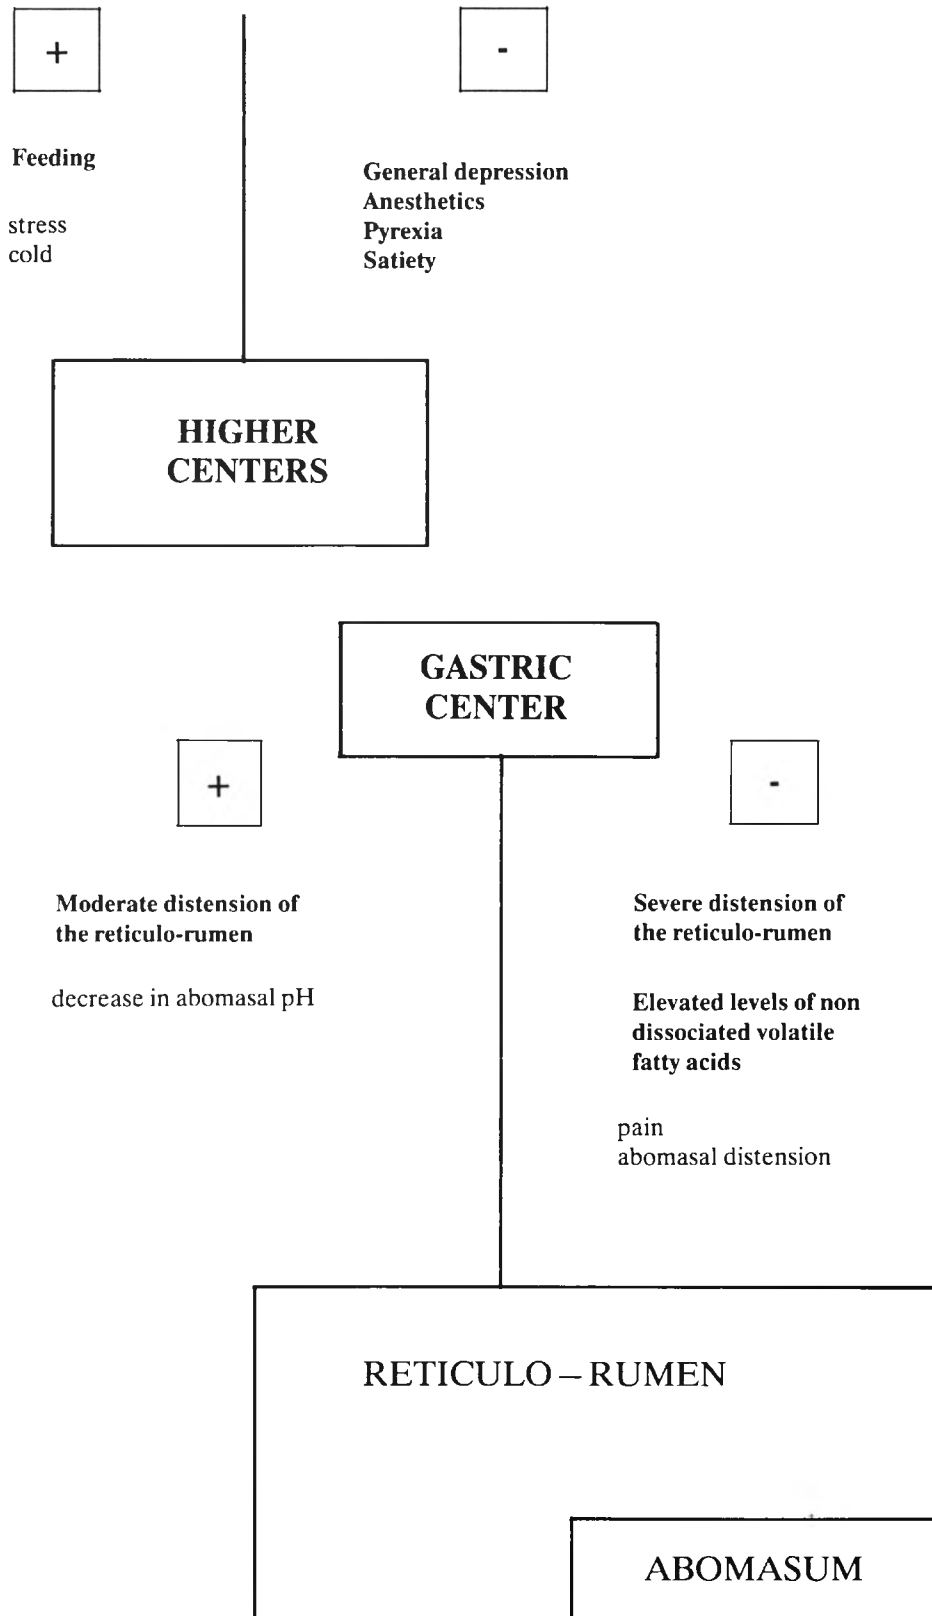 +
-
Feeding
stress
cold
General depression
Anesthetics
Pyrexia
Satiety
HIGHER
CENTERS
GASTRIC
CENTER
+
-
Moderate distension of
the reticulo-rumen
decrease in abomasal pH
Severe distension of
the reticulo-rumen
Elevated levels of non
dissociated volatile
fatty acids
pain
abomasal distension
RETICULO – RUMEN
ABOMASUM